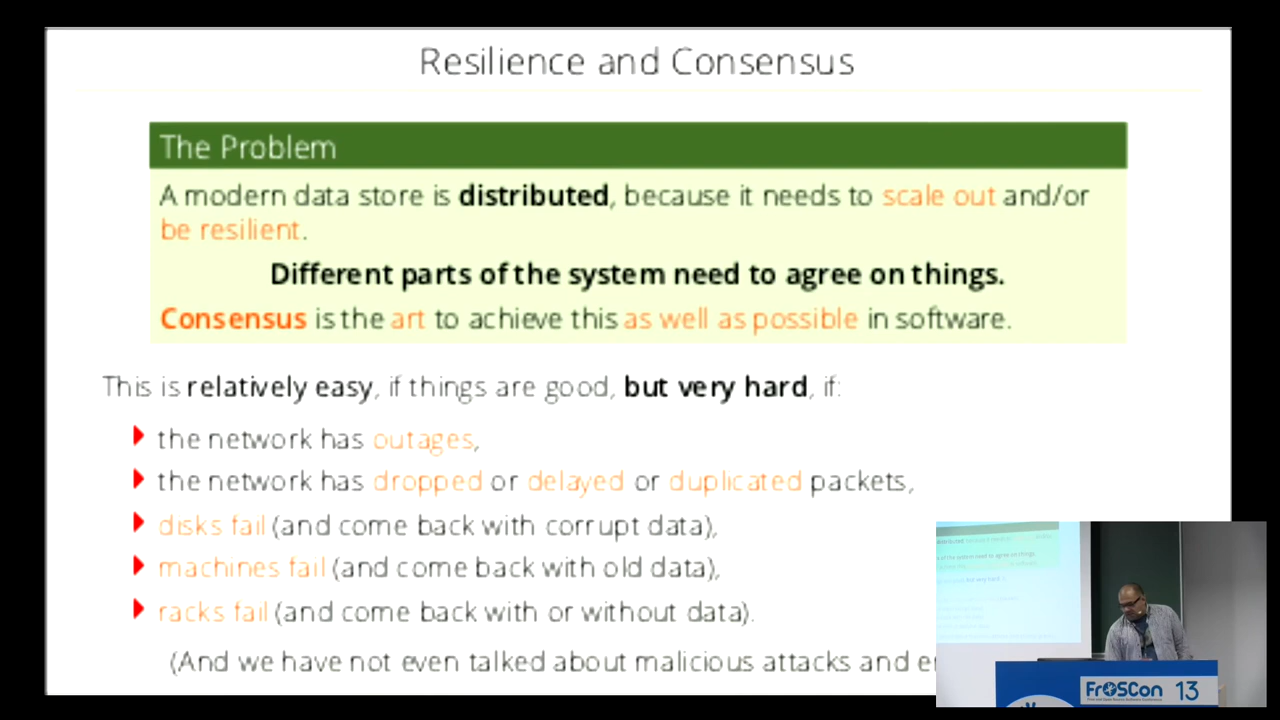 Resilience and Consensus
The Problem
A modern data store is distributed, because it needs to scale out and/or
be resilient.
Different parts of the system need to agree on things.
Consensus is the art to achieve this as well as possible in software.
This is relatively easy, if things are good, but very hard, if:
the network has outages,
the network has dropped or delayed or duplicated packets,
disks fail (and come back with corrupt data),
machines fail (and come back with old data),
racks fail (and come back with or without data).
(And we have not even talked about malicious attacks and
FrOSCon 13